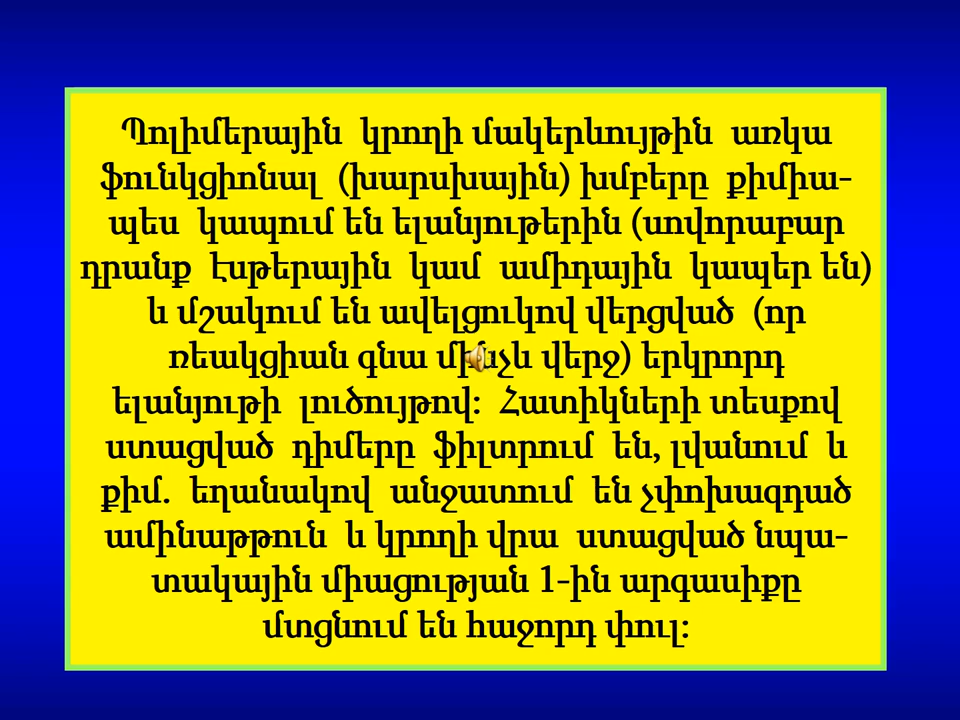 Պոլիմերային կրողի մակերևույթին առկա
ֆունկցիոնալ (խարսխային) խմբերը քիմիա-
պես կապում են ելանյութերին (սովորաբար
դրանք էսթերային կամ ամիդային կապեր են)
և մշակում են ավելցուկով վերցված (որ
ռեակցիան գնա մինչև վերջ) երկրորդ
ելանյութի լուծույթով: Հատիկների տեսքով
ստացված դիմերը ֆիլտրում են, լվանում և
քիմ. եղանակով անջատում են չփոխազդած
ամինաթթուն և կրողի վրա ստացված նպա-
տակային միացության 1-ին արգասիքը
մտցնում են հաջորդ փուլ: